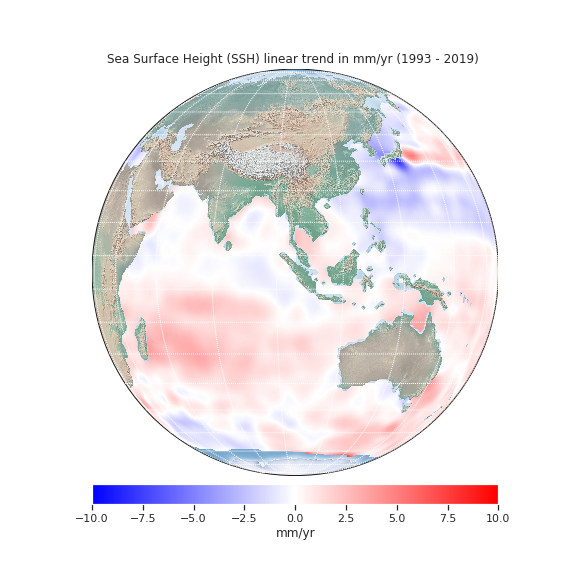 Sea Surface Height (SSH) linear trend in mm/yr (1993 - 2019)
−10.0 −7.5 −5.0 −2.5 0.0 2.5 5.0 7.5 10.0
mm/yr